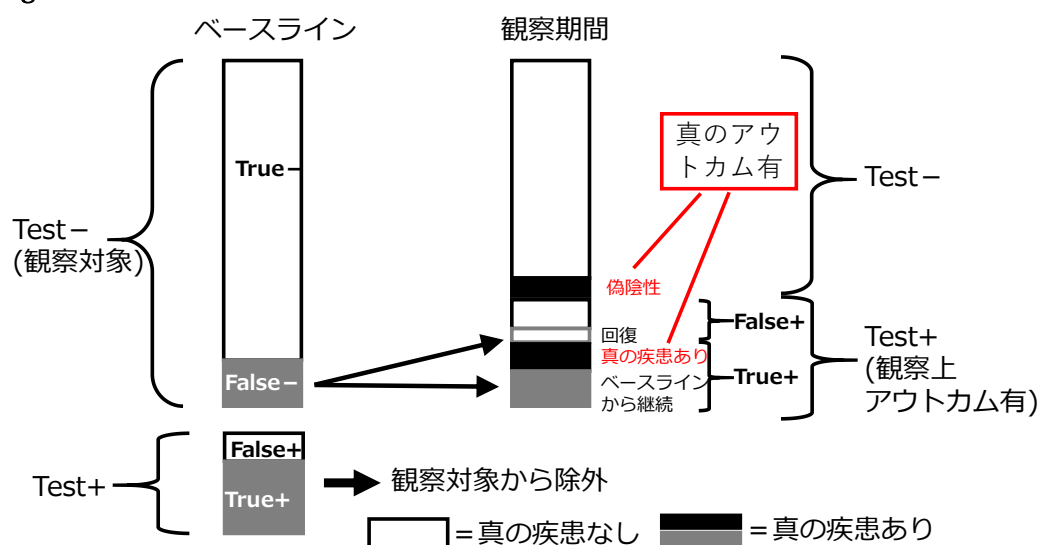 ベースライン
観察期間
真のアウ
トカム有
True－
Test－
Test－
(観察対象)
偽陰性
False+
回復
真の疾患あり
Test+
(観察上
アウトカム有)
False－
ベースライン
から継続
True+
False+
Test+
観察対象から除外
True+
=真の疾患なし
=真の疾患あり